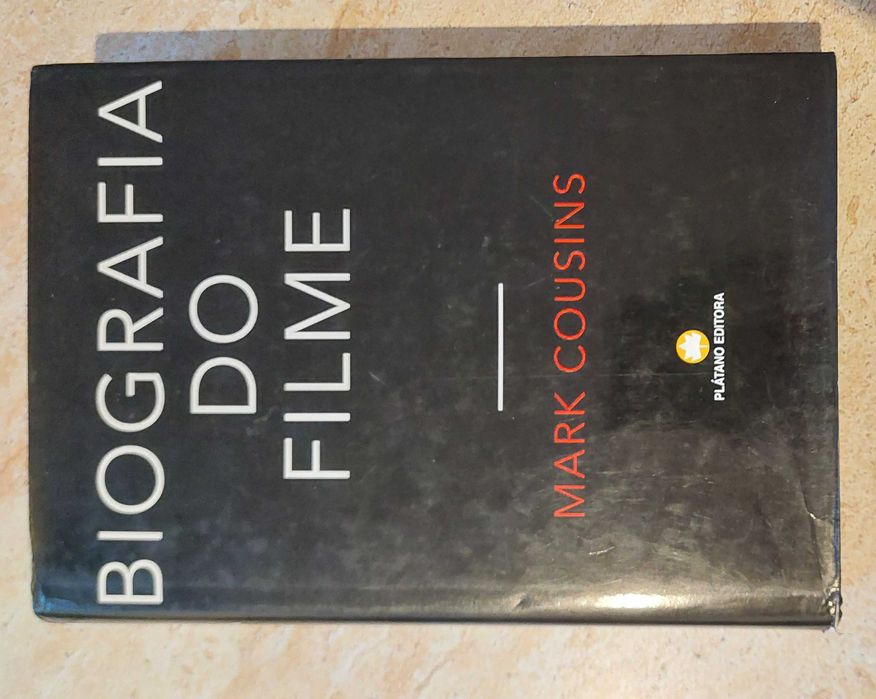 BIOGRAFIA
DO
FILME
MARK COUSINS
PLÁTANO EDITORA